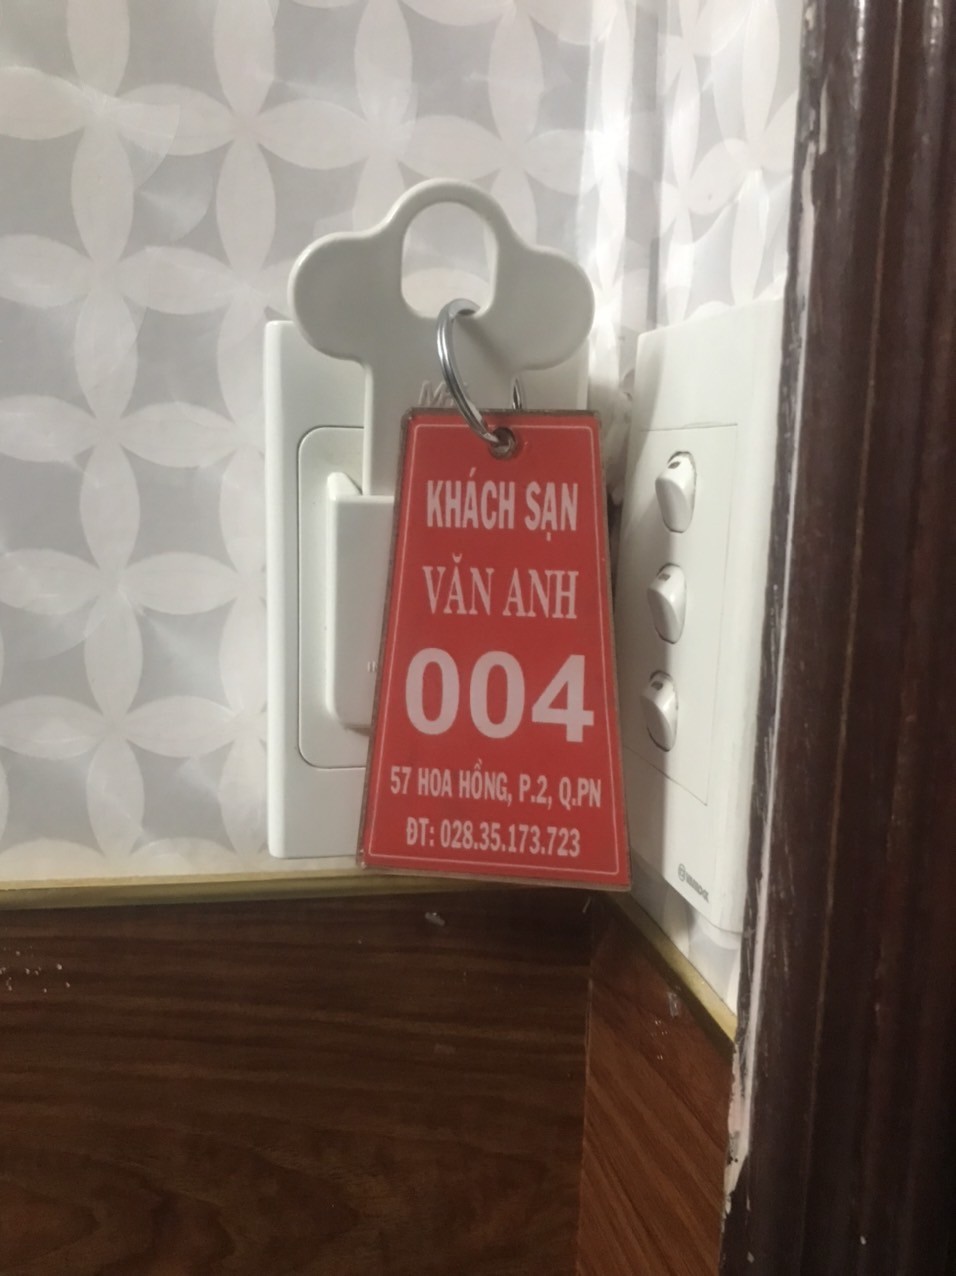 KHÁCH SẠN
VĂN ANH
004
57 HOA HỒNG, P.2, Q.PN
ĐT: 028.35.173.723